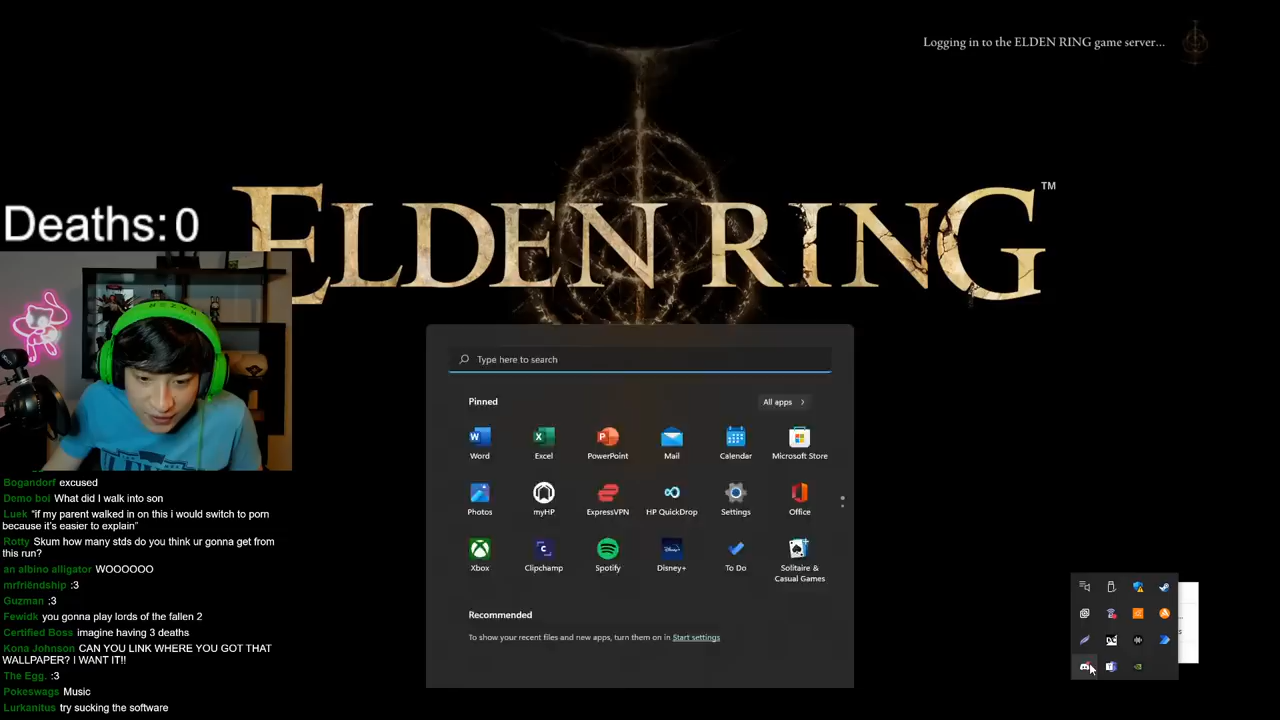 Logging in to the ELDEN RING game server...
ELDEN RING
™
Deaths: 0
Type here to search
Pinned
All apps
Word
Excel
PowerPoint
Mail
Calendar
Microsoft Store
Photos
myHP
ExpressVPN
HP QuickDrop
Settings
Office
Xbox
Clipchamp
Spotify
Disney+
To Do
Solitaire &
Casual Games
Recommended
To show your recent files and new apps, turn them on in Start settings
Bogandorf excused
Demo boi What did I walk into son
Luek "if my parent walked in on this i would switch to porn
because it's easier to explain"
Rotty Skum how many stds do you think ur gonna get from
this run?
an albino alligator WOOOOOO
mrfriëndship :3
Guzman ;3
Fewidk you gonna play lords of the fallen 2
Certified Boss imagine having 3 deaths
Kona Johnson CAN YOU LINK WHERE YOU GOT THAT
WALLPAPER? I WANT IT!!
The Egg. :3
Pokeswags Music
Lurkanitus try sucking the software